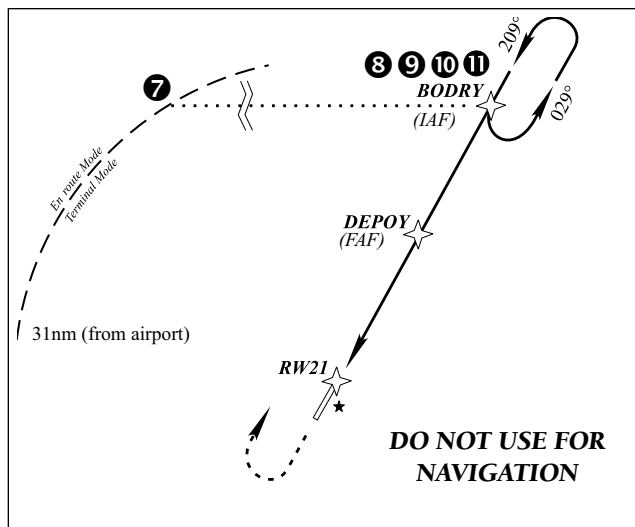 7
8 9 10 11
BODRY
(IAF)
209°
029°
En route Mode
Terminal Mode
DEPOY
(FAF)
31nm (from airport)
RW21
DO NOT USE FOR
NAVIGATION